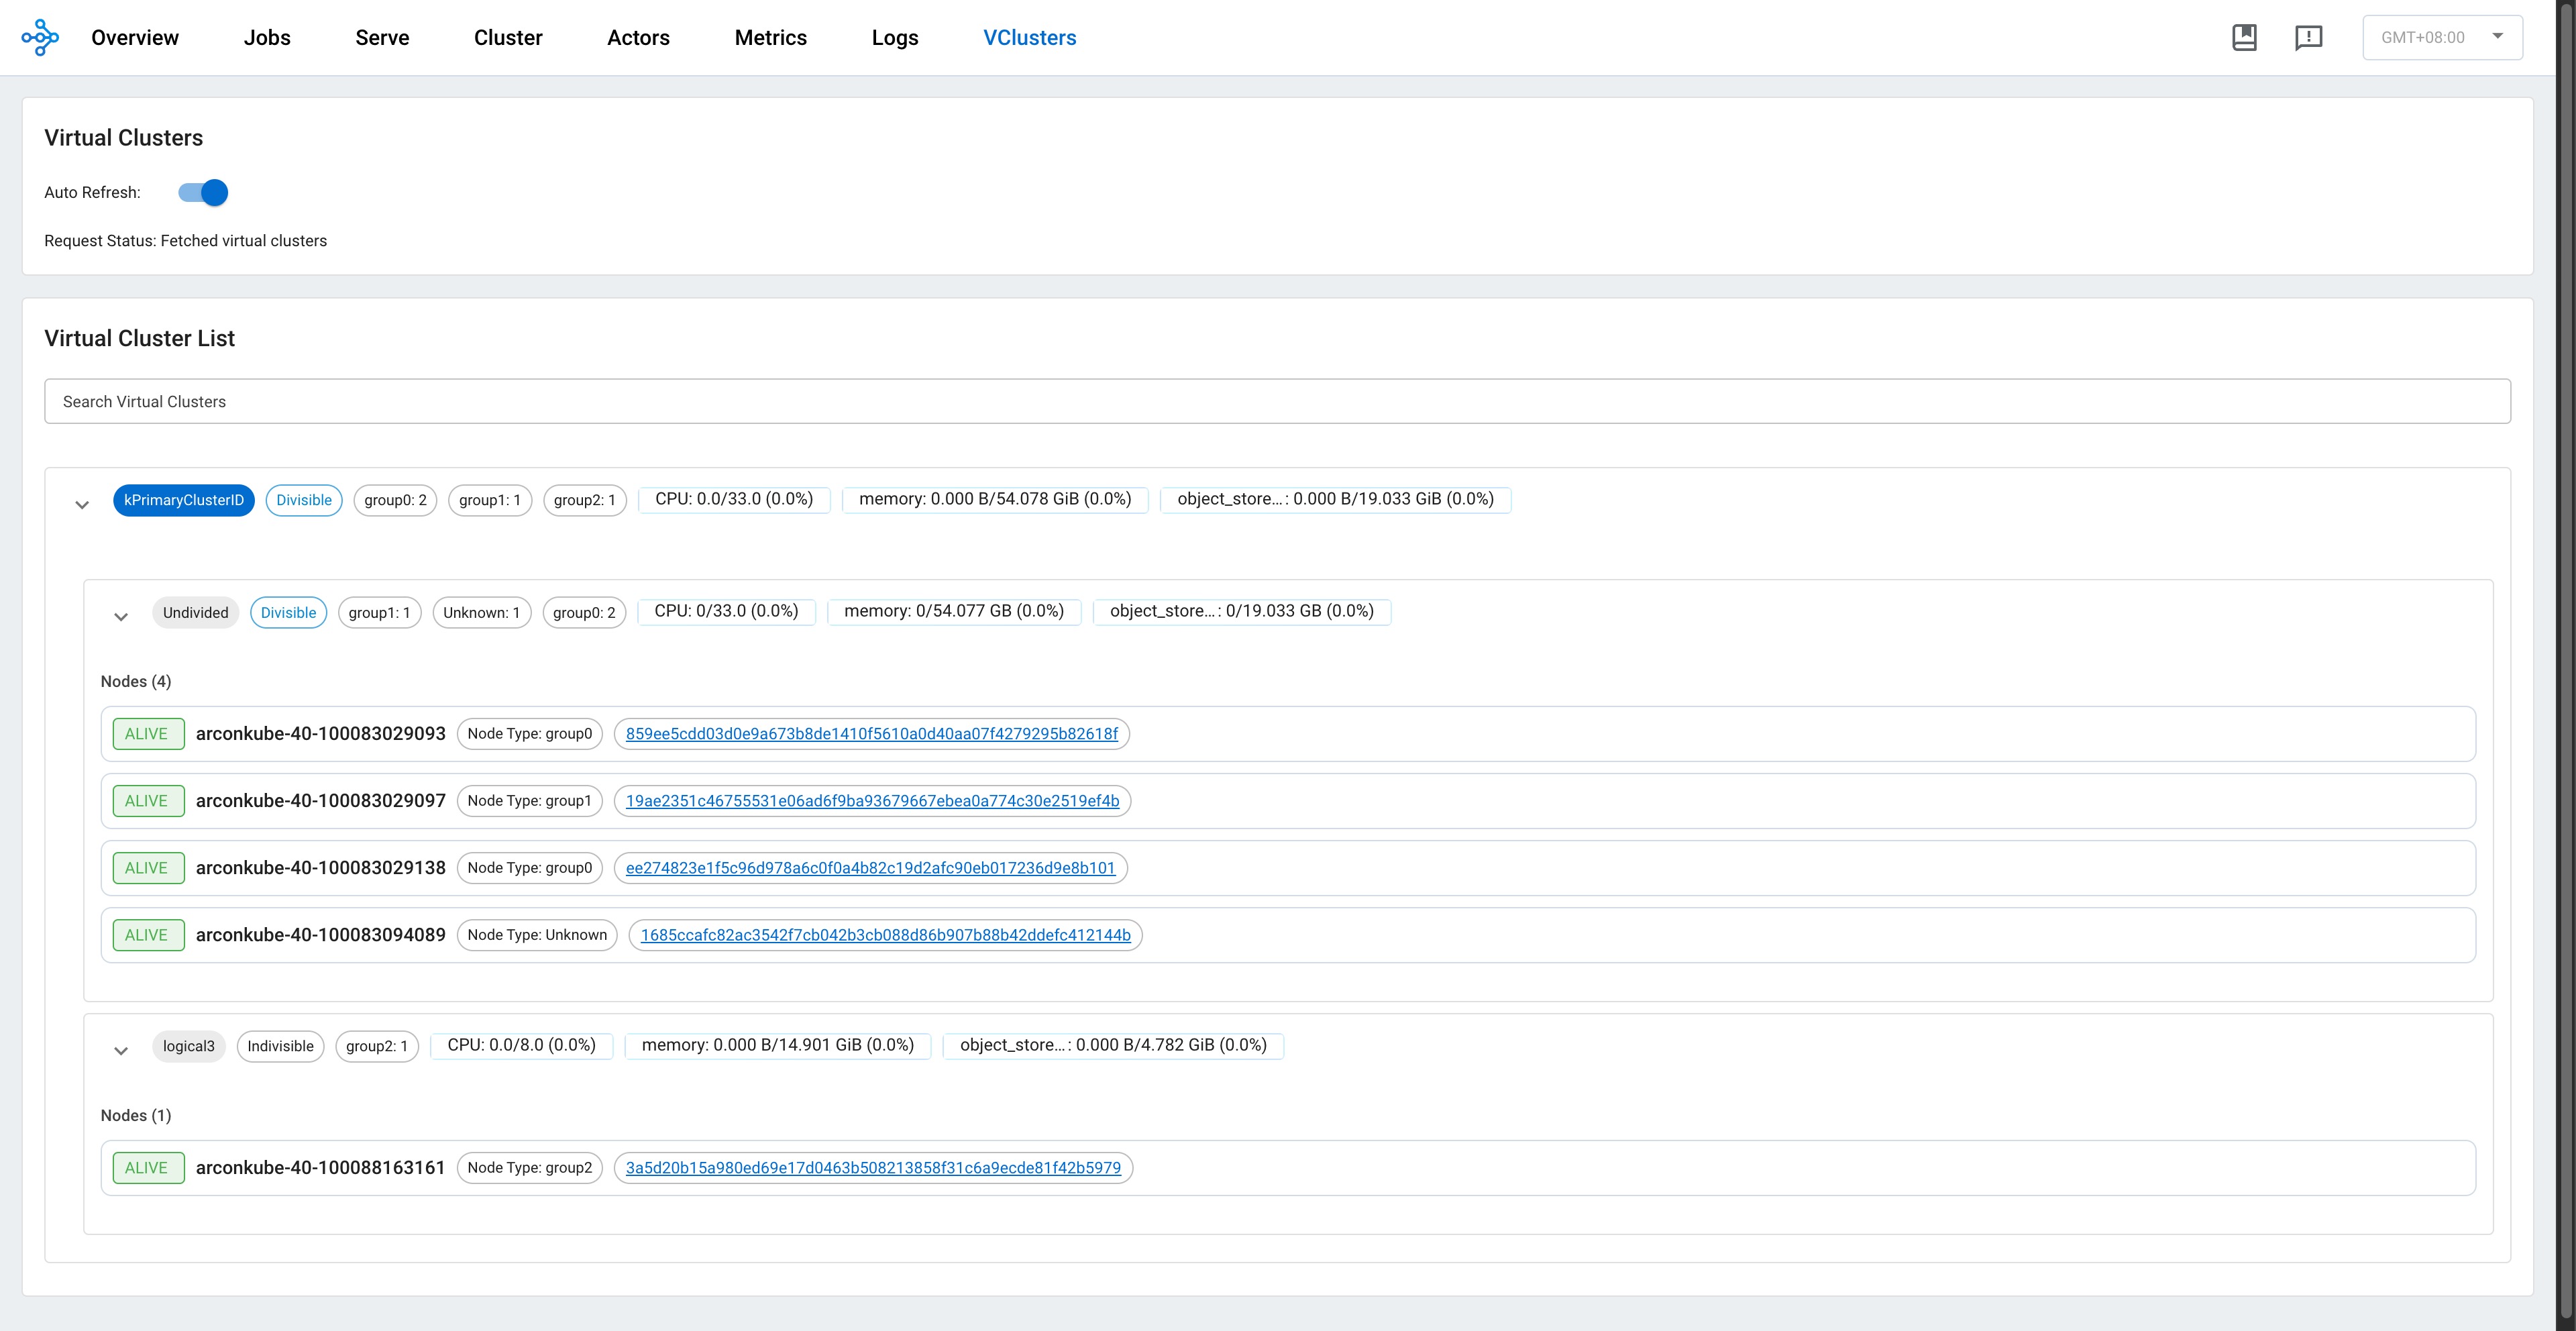 Overview Jobs Serve Cluster Actors Metrics Logs VClusters GMT+08:00
Virtual Clusters
Auto Refresh:
Request Status: Fetched virtual clusters
Virtual Cluster List
Search Virtual Clusters
kPrimaryClusterID Divisible group0: 2 group1: 1 group2: 1 CPU: 0.0/33.0 (0.0%) memory: 0.000 B/54.078 GiB (0.0%) object_store...: 0.000 B/19.033 GiB (0.0%)
Undivided Divisible group1: 1 Unknown: 1 group0: 2 CPU: 0/33.0 (0.0%) memory: 0/54.077 GB (0.0%) object_store...: 0/19.033 GB (0.0%)
Nodes (4)
ALIVE arconkube-40-100083029093 Node Type: group0 859ee5cdd03d0e9a673b8de1410f5610a0d40aa07f4279295b82618f
ALIVE arconkube-40-100083029097 Node Type: group1 19ae2351c46755531e06ad6f9ba93679667ebea0a774c30e2519ef4b
ALIVE arconkube-40-100083029138 Node Type: group0 ee274823e1f5c96d978a6c0f0a4b82c19d2afc90eb017236d9e8b101
ALIVE arconkube-40-100083094089 Node Type: Unknown 1685ccafc82ac3542f7cb042b3cb088d86b907b88b42ddefc412144b
logical3 Indivisible group2: 1 CPU: 0.0/8.0 (0.0%) memory: 0.000 B/14.901 GiB (0.0%) object_store...: 0.000 B/4.782 GiB (0.0%)
Nodes (1)
ALIVE arconkube-40-100088163161 Node Type: group2 3a5d20b15a980ed69e17d0463b508213858f31c6a9ecde81f42b5979